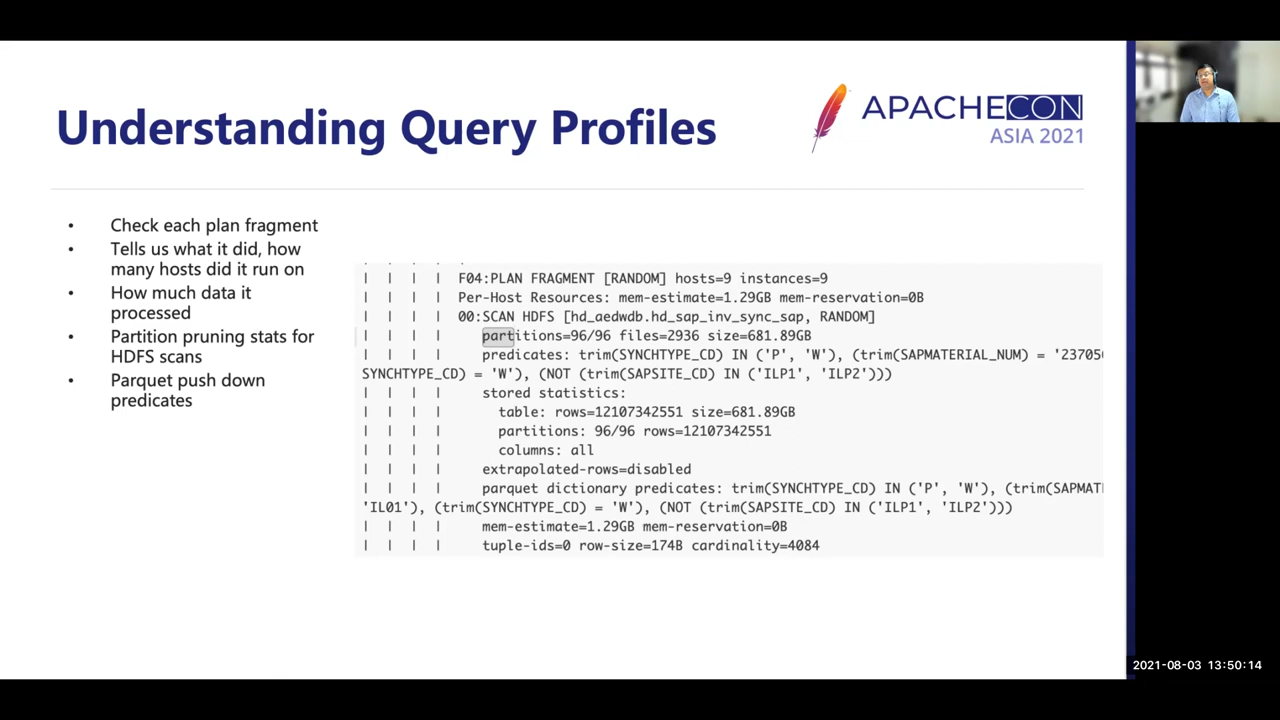 Understanding Query Profiles
APACHECON
ASIA 2021
• Check each plan fragment
• Tells us what it did, how
many hosts did it run on
• How much data it
processed
• Partition pruning stats for
HDFS scans
• Parquet push down
predicates
| | | | F04:PLAN FRAGMENT [RANDOM] hosts=9 instances=9
| | | | Per-Host Resources: mem-estimate=1.29GB mem-reservation=0B
| | | | 00:SCAN HDFS [hd_aedwdb.hd_sap_inv_sync_sap, RANDOM]
| | | | partitions=96/96 files=2936 size=681.89GB
| | | | predicates: trim(SYNCHTYPE_CD) IN ('P', 'W'), (trim(SAPMATERIAL_NUM) = '23705
SYNCHTYPE_CD) = 'W'), (NOT (trim(SAPSITE_CD) IN ('ILP1', 'ILP2')))
| | | | stored statistics:
| | | | table: rows=12107342551 size=681.89GB
| | | | partitions: 96/96 rows=12107342551
| | | | columns: all
| | | | extrapolated-rows=disabled
| | | | parquet dictionary predicates: trim(SYNCHTYPE_CD) IN ('P', 'W'), (trim(SAPMAT
'IL01'), (trim(SYNCHTYPE_CD) = 'W'), (NOT (trim(SAPSITE_CD) IN ('ILP1', 'ILP2')))
| | | | mem-estimate=1.29GB mem-reservation=0B
| | | | tuple-ids=0 row-size=174B cardinality=4084
2021-08-03 13:50:14